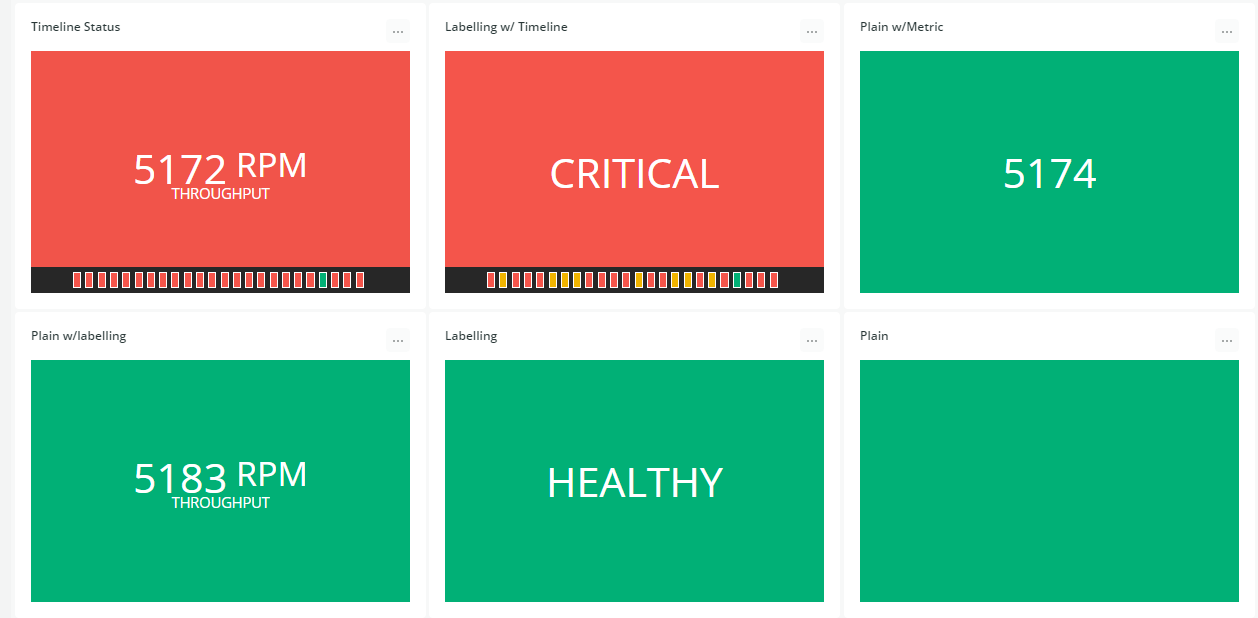 Timeline Status
...
Labelling w/ Timeline
...
Plain w/Metric
...
5172 RPM
THROUGHPUT
CRITICAL
5174
Plain w/labelling
...
Labelling
...
Plain
...
5183 RPM
THROUGHPUT
HEALTHY